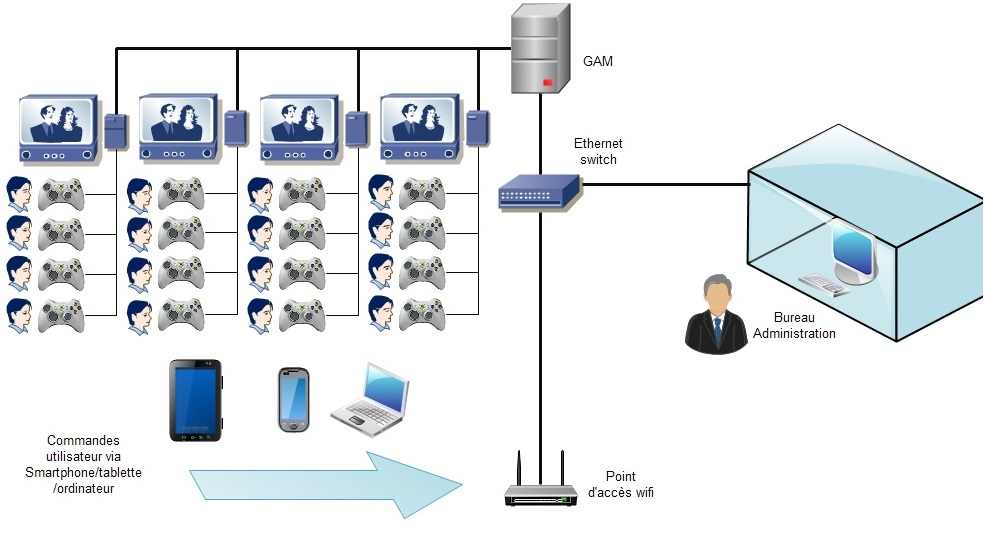 GAM
Ethernet
switch
Bureau
Administration
Commandes
utilisateur via
Smartphone/tablette
/ordinateur
Point
d'accès wifi